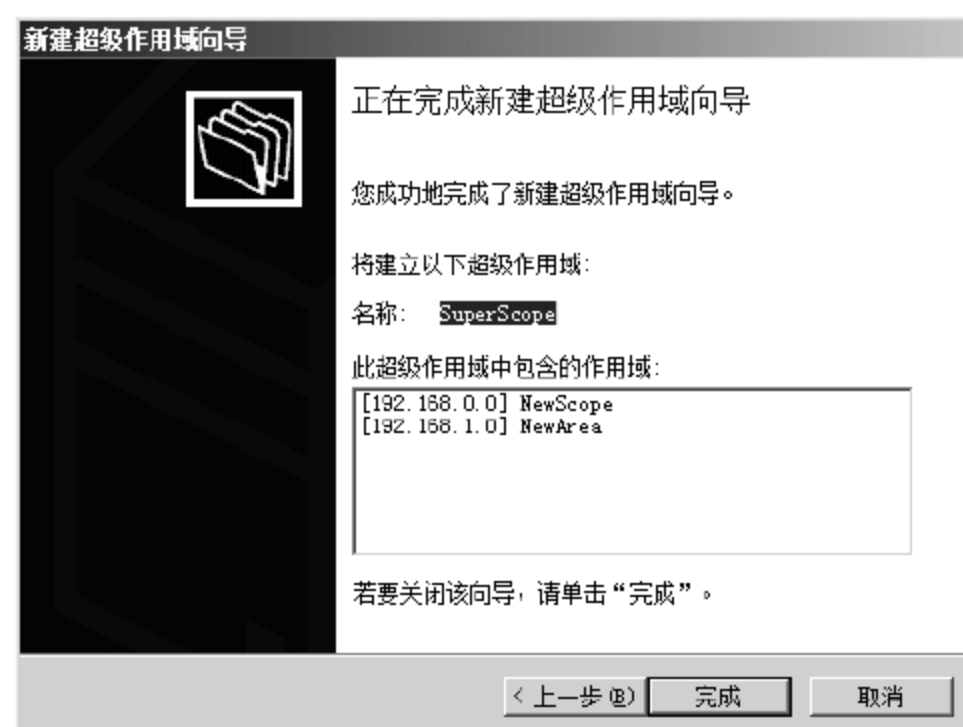 新建超级作用域向导
正在完成新建超级作用域向导
您成功地完成了新建超级作用域向导。
将建立以下超级作用域:
名称: SuperScope
此超级作用域中包含的作用域:
[192.168.0.0] NewScope
[192.168.1.0] NewArea
若要关闭该向导，请单击“完成”。
< 上一步(B) 完成 取消